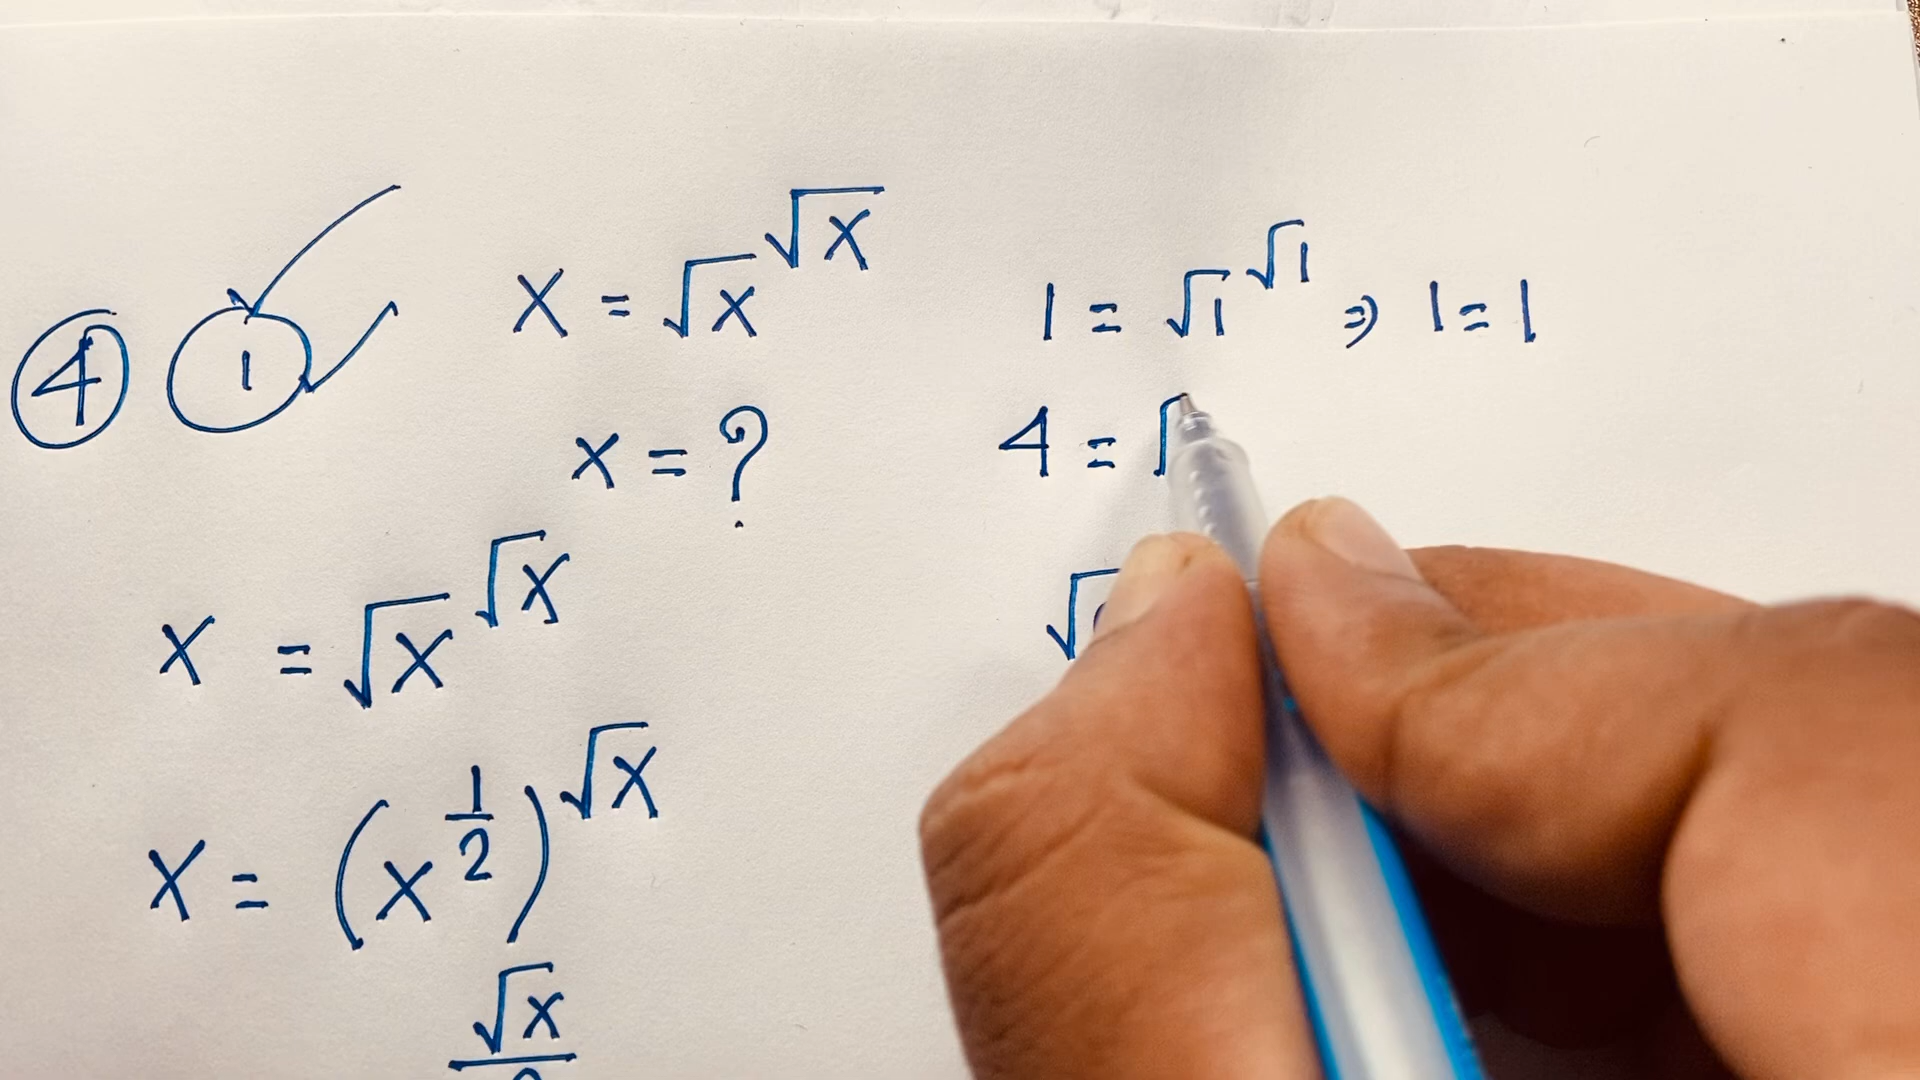 ④ ①
x = √x^√x
x = ?
x = √x^√x
x = (x^(1/2))^√x
√x
1 = √1^√1 ⇒ 1 = 1
4 = √
√